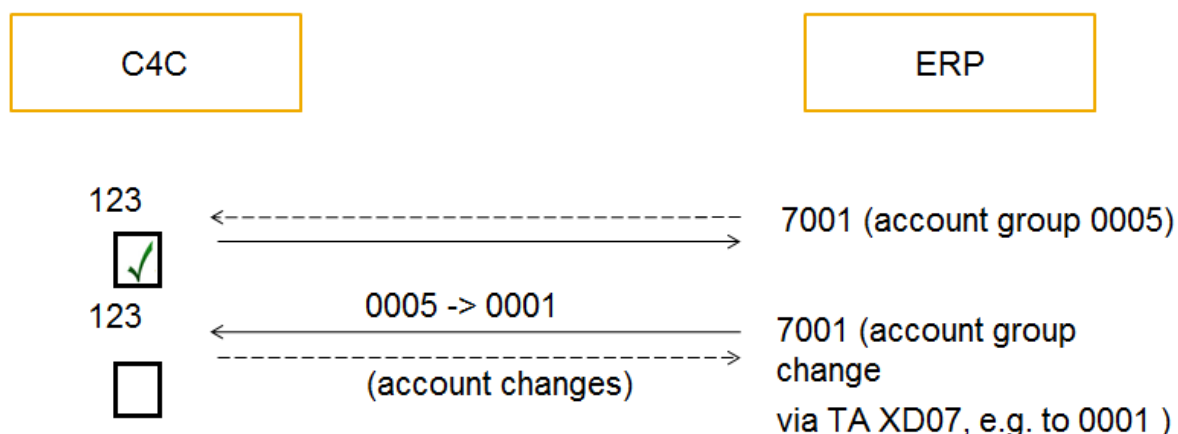 C4C
ERP
123
7001 (account group 0005)
123
0005 -> 0001
7001 (account group
change
(account changes)
via TA XD07, e.g. to 0001 )